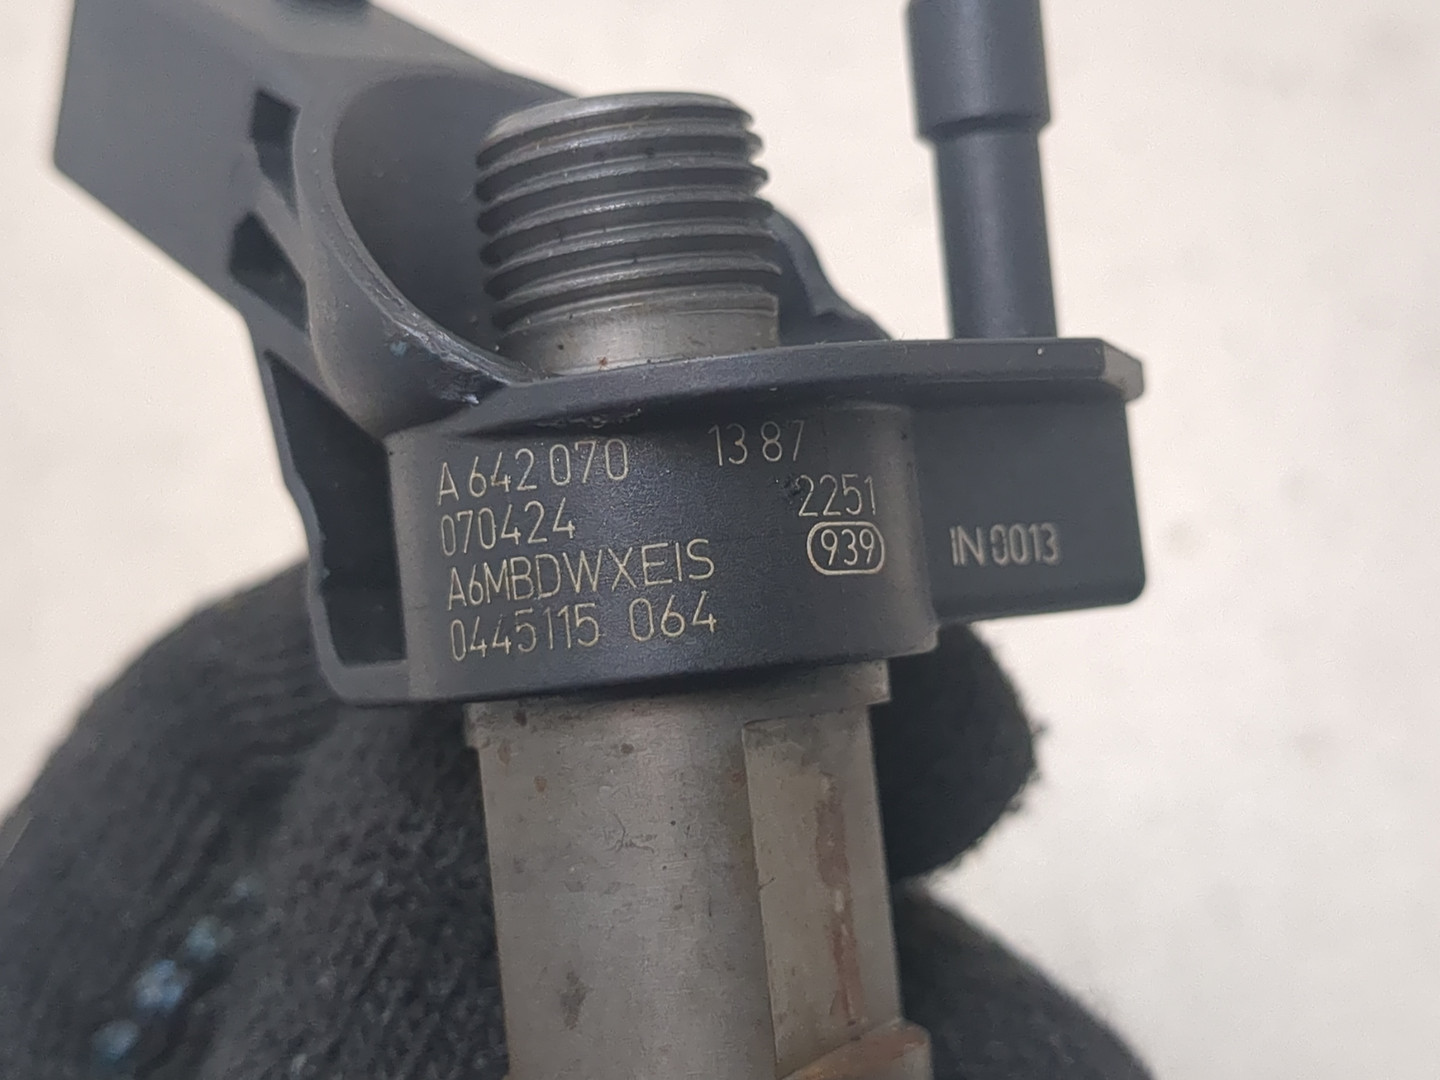 A 642 070 13 87
070424 2251
A6MBDWXEIS 939
0445115 064
IN 0013